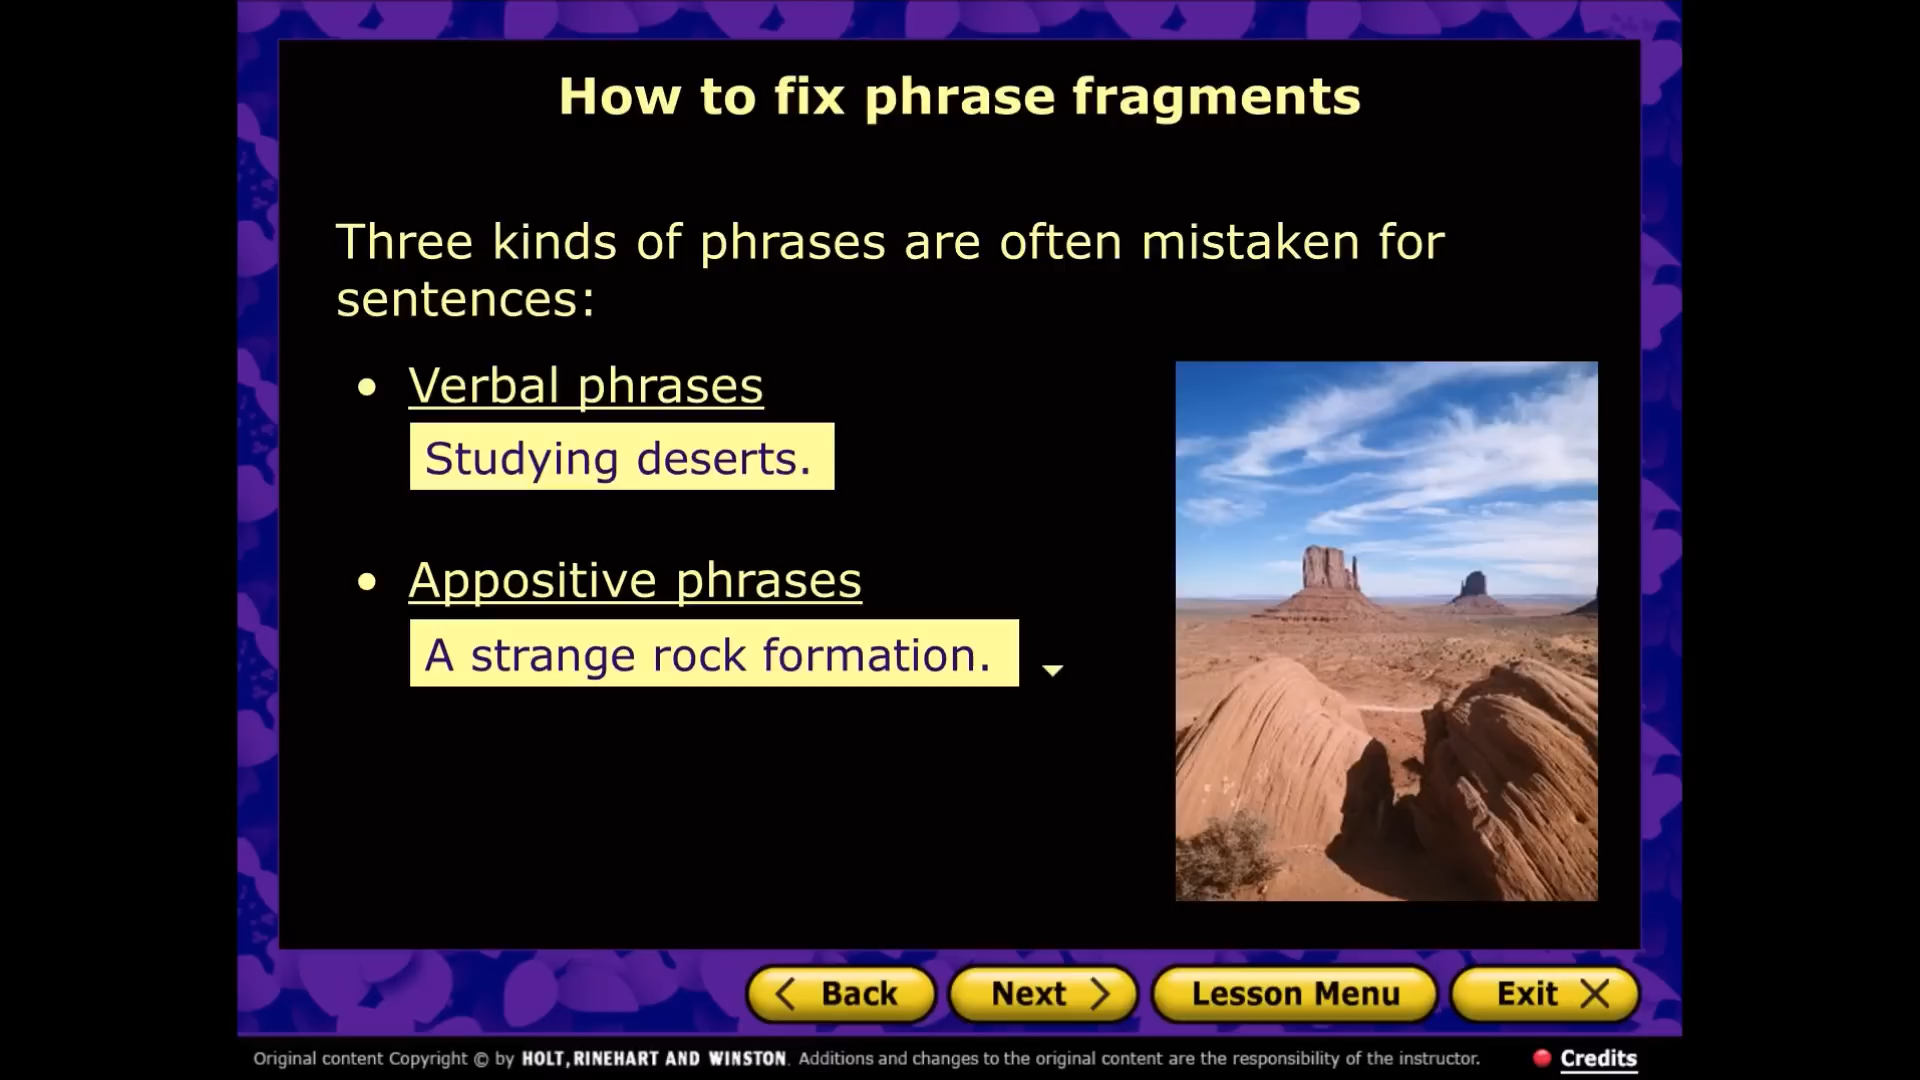 How to fix phrase fragments
Three kinds of phrases are often mistaken for
sentences:
• Verbal phrases
Studying deserts.
• Appositive phrases
A strange rock formation.
Back
Next
Lesson Menu
Exit
Original content Copyright © by HOLT, RINEHART AND WINSTON. Additions and changes to the original content are the responsibility of the instructor.
Credits